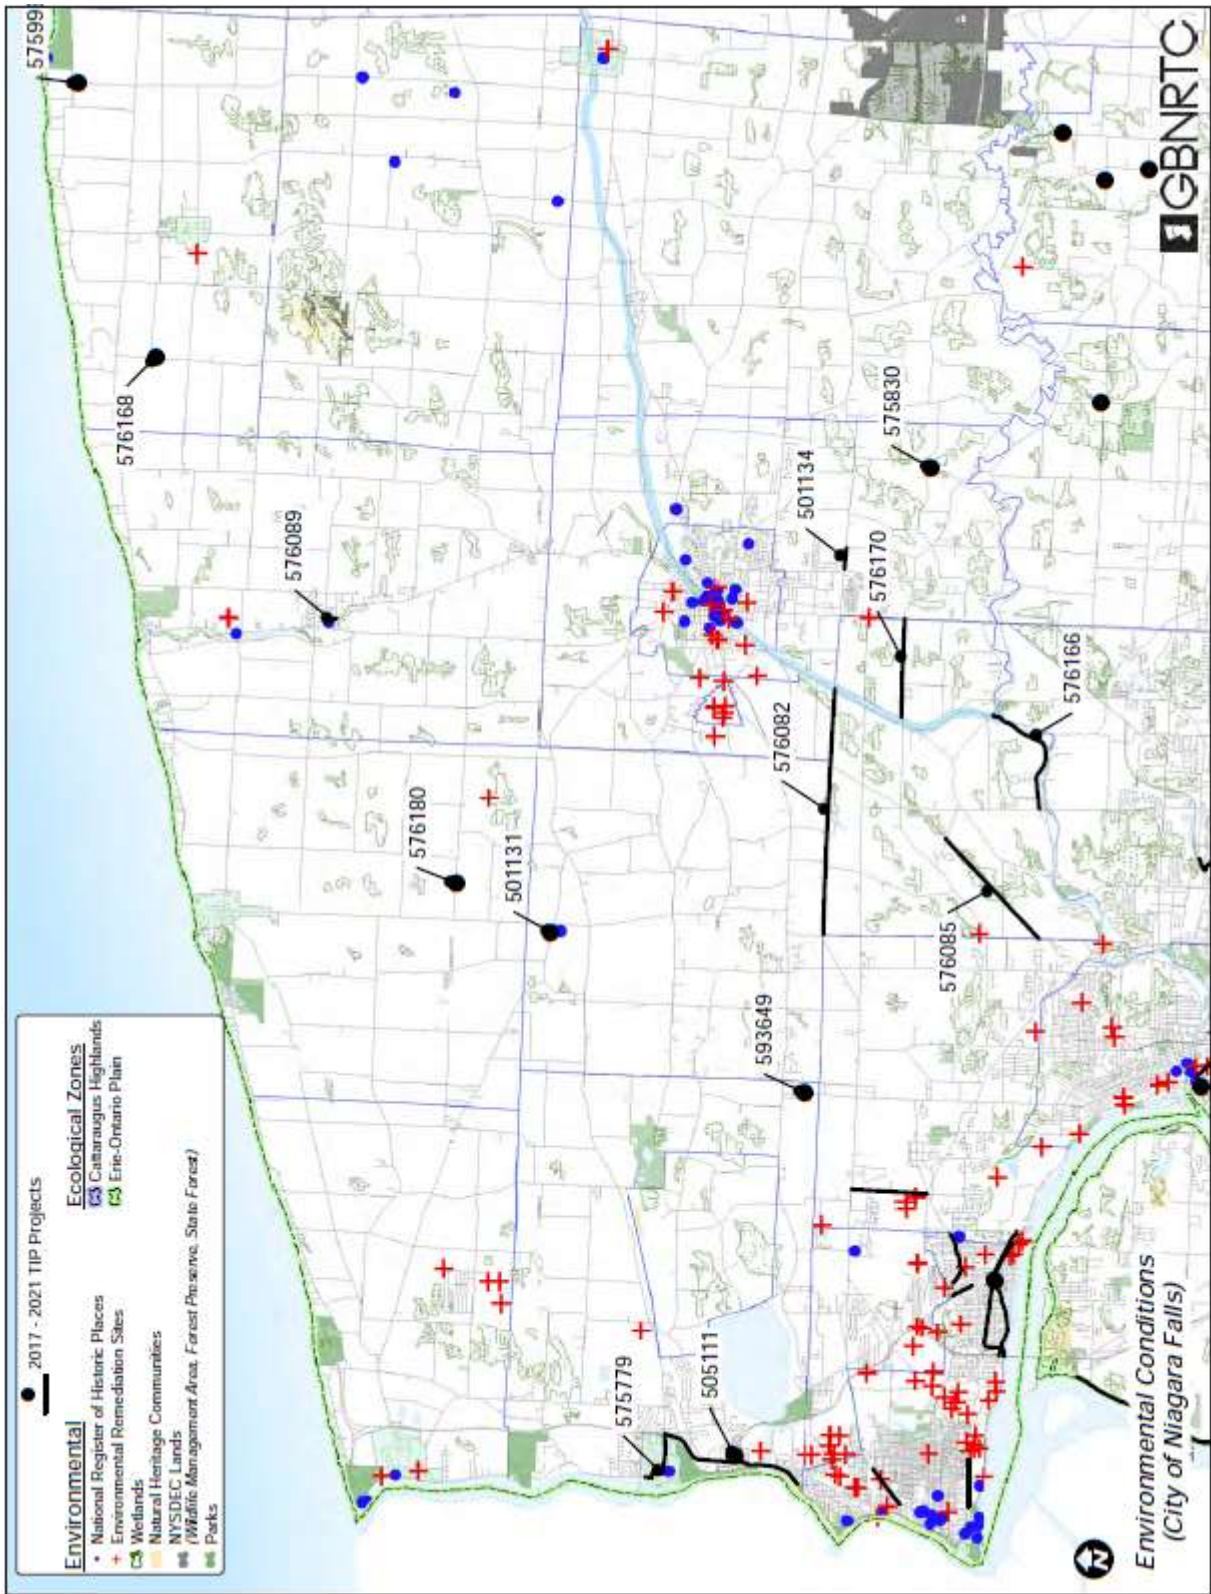 2017 - 2021 TIP Projects
Environmental
National Register of Historic Places
Environmental Remediation Sites
Wetlands
Natural Heritage Communities
NYSDEC Lands
(Wildlife Management Area, Forest Preserve, State Forest)
Parks
Ecological Zones
Cattaraugus Highlands
Erie-Ontario Plain
576168
576089
576180
501131
593649
575779
505111
576082
576085
501134
576170
575830
576166
Environmental Conditions
(City of Niagara Falls)
N
GBNRTC